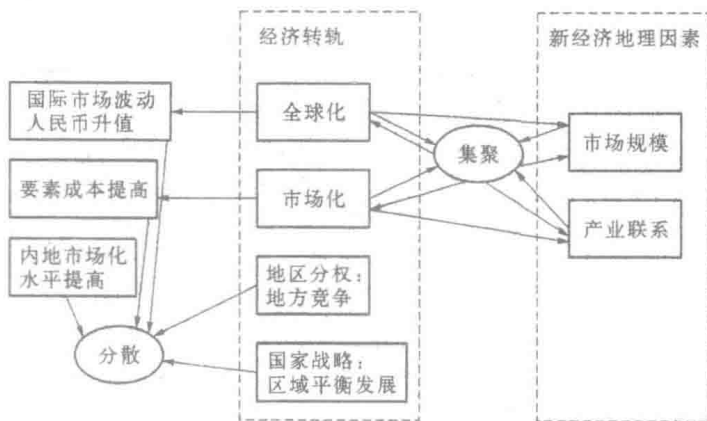 经济转轨
新经济地理因素
国际市场波动
人民币升值
全球化
集聚
市场规模
要素成本提高
市场化
产业联系
内地市场化
水平提高
地区分权：
地方竞争
分散
国家战略：
区域平衡发展